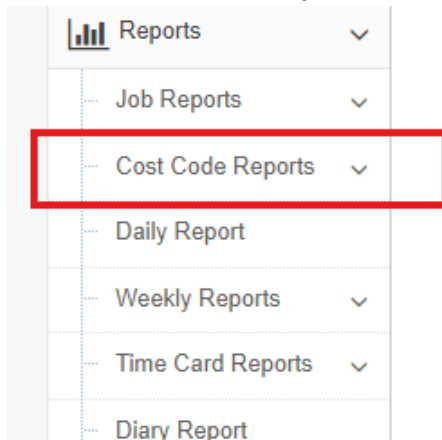 Reports
Job Reports
Cost Code Reports
Daily Report
Weekly Reports
Time Card Reports
Diary Report